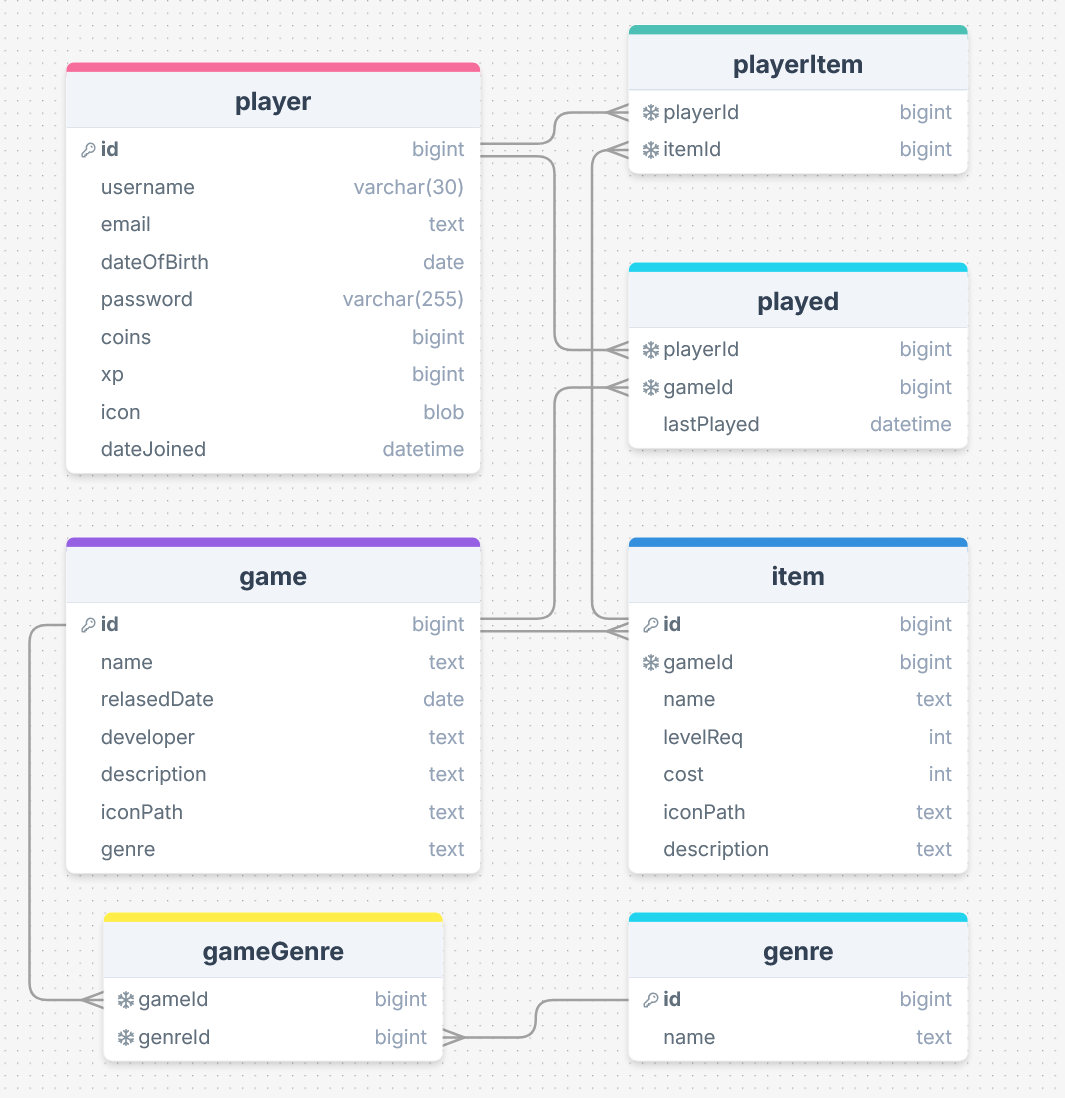 player
id bigint
username varchar(30)
email text
dateOfBirth date
password varchar(255)
coins bigint
xp bigint
icon blob
dateJoined datetime
playerItem
playerId bigint
itemId bigint
played
playerId bigint
gameId bigint
lastPlayed datetime
game
id bigint
name text
relasedDate date
developer text
description text
iconPath text
genre text
item
id bigint
gameId bigint
name text
levelReq int
cost int
iconPath text
description text
gameGenre
gameId bigint
genreId bigint
genre
id bigint
name text